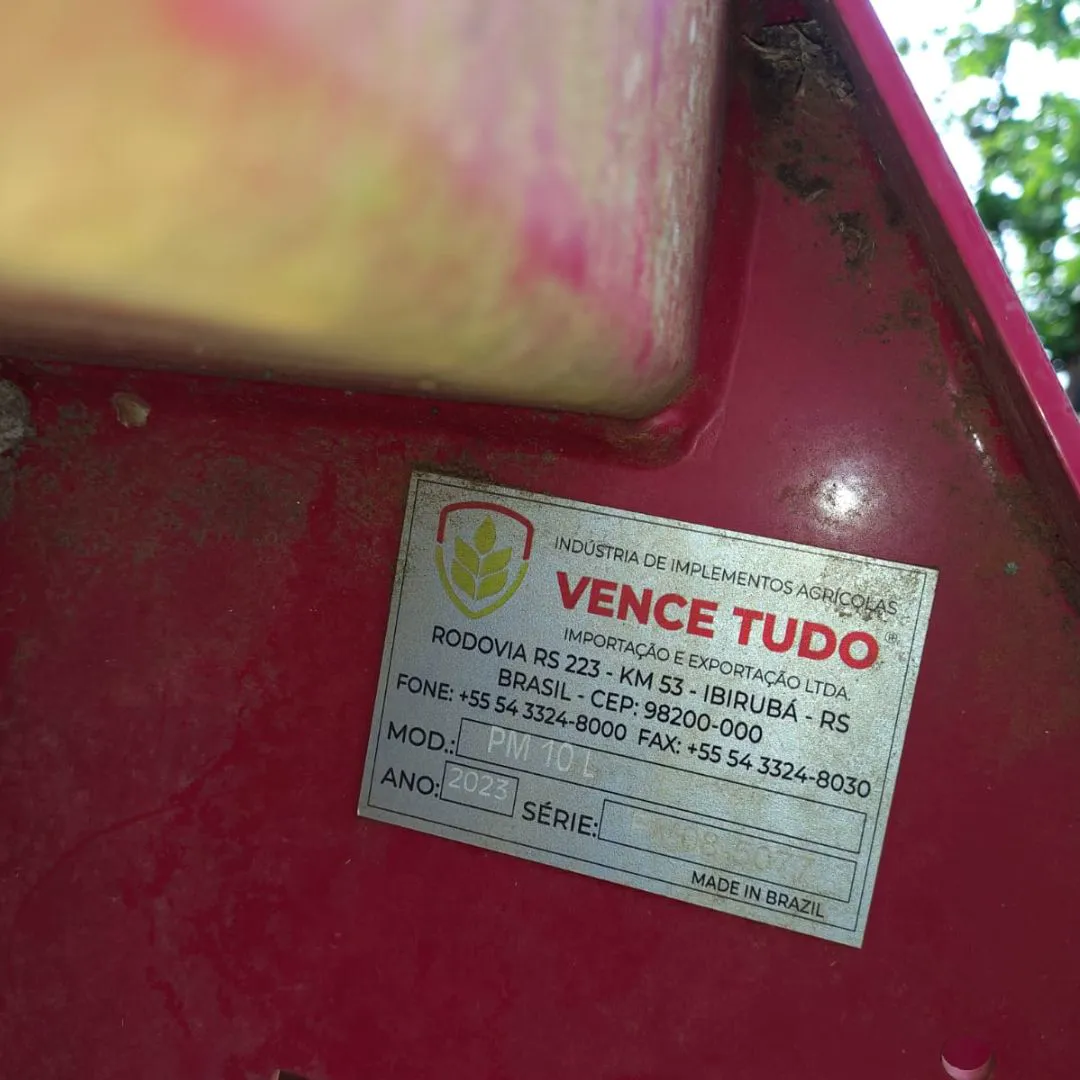 INDÚSTRIA DE IMPLEMENTOS AGRÍCOLAS
VENCE TUDO®
IMPORTAÇÃO E EXPORTAÇÃO LTDA
RODOVIA RS 223 - KM 53 - IBIRUBÁ - RS
BRASIL - CEP: 98200-000
FONE: +55 54 3324-8000 FAX: +55 54 3324-8030
MOD.: PM 10 L
ANO: 2023 SÉRIE:
MADE IN BRAZIL